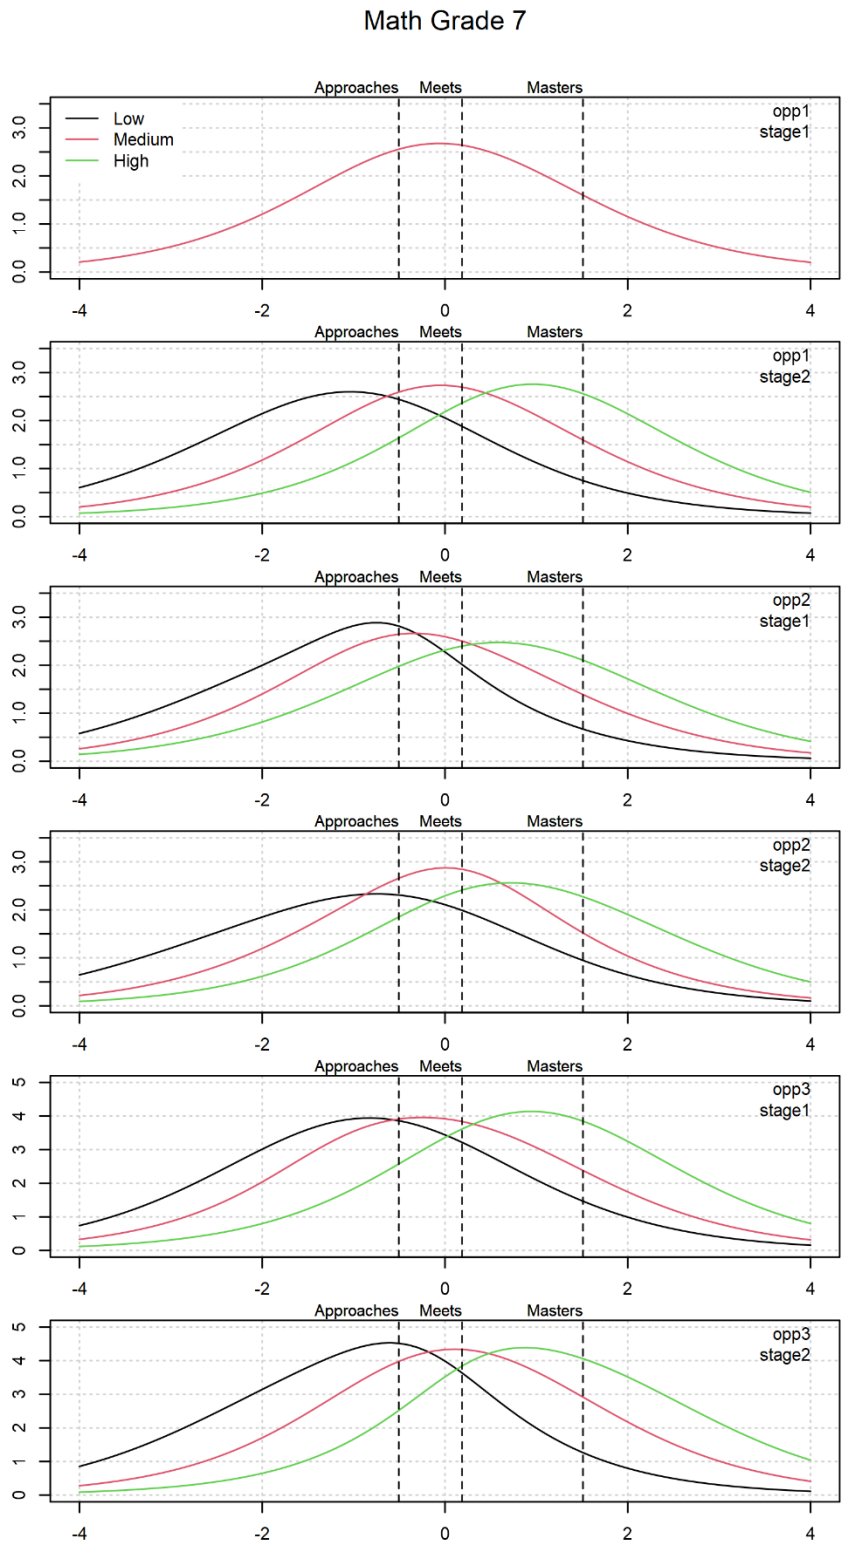 Math Grade 7
Approaches Meets Masters
Low
Medium
High
opp1
stage1
0.0 1.0 2.0 3.0
-4 -2 0 2 4
Approaches Meets Masters
opp1
stage2
0.0 1.0 2.0 3.0
-4 -2 0 2 4
Approaches Meets Masters
opp2
stage1
0.0 1.0 2.0 3.0
-4 -2 0 2 4
Approaches Meets Masters
opp2
stage2
0.0 1.0 2.0 3.0
-4 -2 0 2 4
Approaches Meets Masters
opp3
stage1
5
4
3
2
1
0
-4 -2 0 2 4
Approaches Meets Masters
opp3
stage2
5
4
3
2
1
0
-4 -2 0 2 4